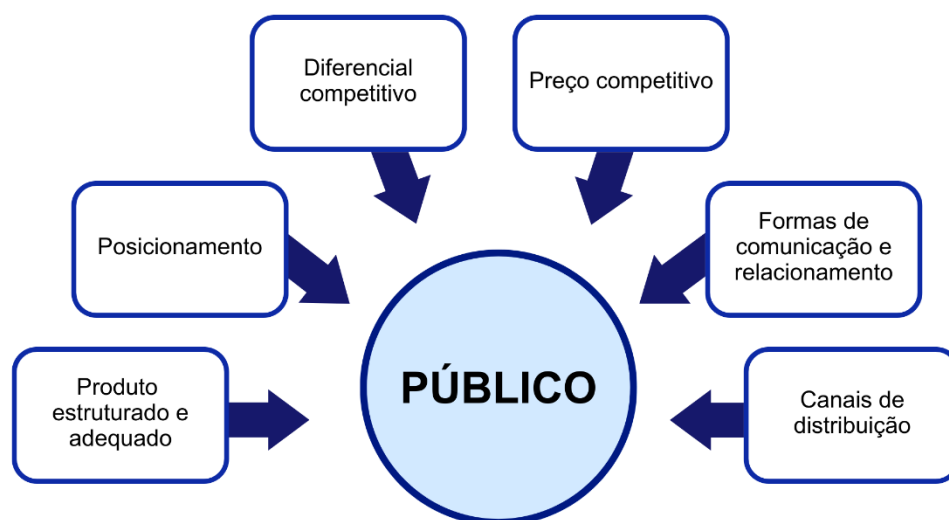 Diferencial
competitivo
Preço competitivo
Posicionamento
Formas de
comunicação e
relacionamento
Produto
estruturado e
adequado
PÚBLICO
Canais de
distribuição